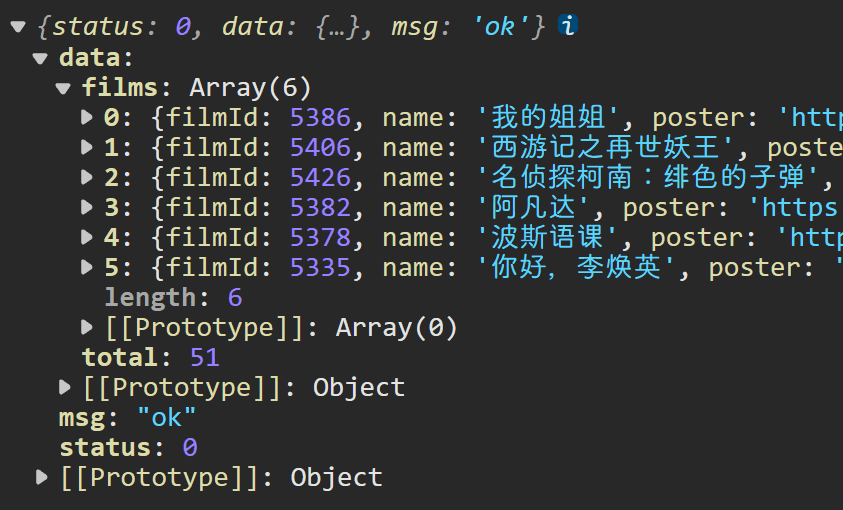 {status: 0, data: {…}, msg: 'ok'} i
data:
films: Array(6)
0: {filmId: 5386, name: '我的姐姐', poster: 'http
1: {filmId: 5406, name: '西游记之再世妖王', poste
2: {filmId: 5426, name: '名侦探柯南：绯色的子弹',
3: {filmId: 5382, name: '阿凡达', poster: 'https
4: {filmId: 5378, name: '波斯语课', poster: 'http
5: {filmId: 5335, name: '你好，李焕英', poster: '
length: 6
[[Prototype]]: Array(0)
total: 51
[[Prototype]]: Object
msg: "ok"
status: 0
[[Prototype]]: Object